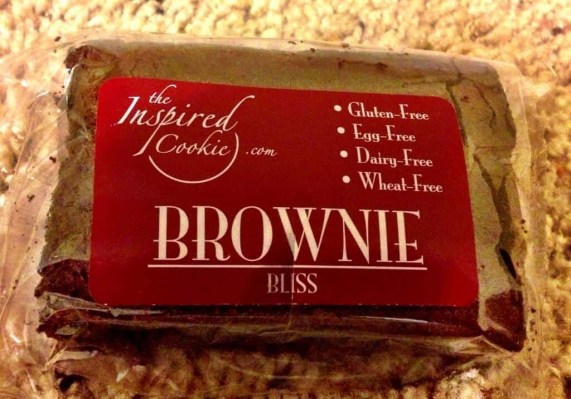 the
Inspired
Cookie .com
• Gluten-Free
• Egg-Free
• Dairy-Free
• Wheat-Free
BROWNIE
BLISS